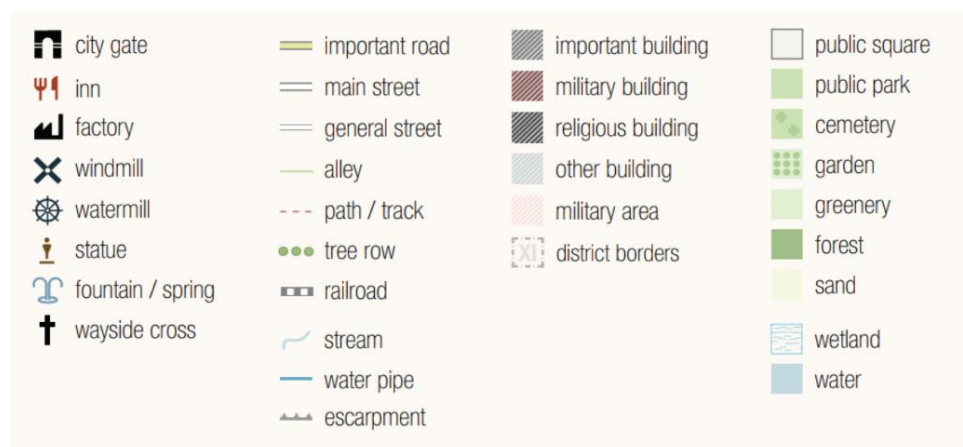 city gate
inn
factory
windmill
watermill
statue
fountain / spring
wayside cross
important road
main street
general street
alley
path / track
tree row
railroad
stream
water pipe
escarpment
important building
military building
religious building
other building
military area
XI district borders
public square
public park
cemetery
garden
greenery
forest
sand
wetland
water